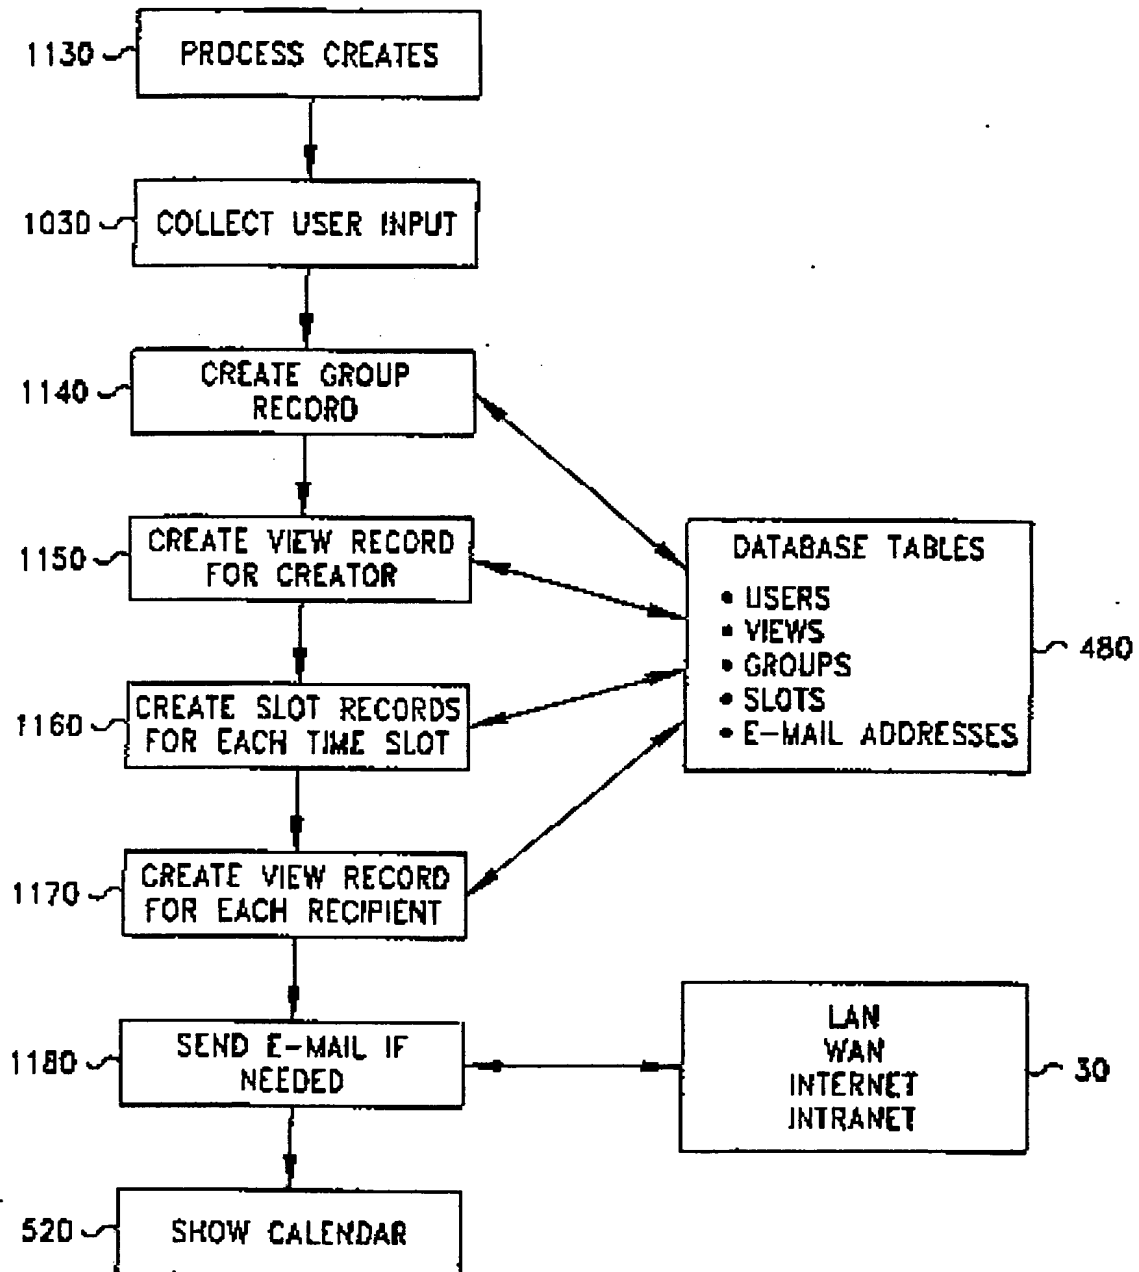 1130
PROCESS CREATES
1030
COLLECT USER INPUT
1140
CREATE GROUP
RECORD
1150
CREATE VIEW RECORD
FOR CREATOR
1160
CREATE SLOT RECORDS
FOR EACH TIME SLOT
1170
CREATE VIEW RECORD
FOR EACH RECIPIENT
1180
SEND E-MAIL IF
NEEDED
520
SHOW CALENDAR
DATABASE TABLES
• USERS
• VIEWS
• GROUPS
• SLOTS
• E-MAIL ADDRESSES
480
LAN
WAN
INTERNET
INTRANET
30